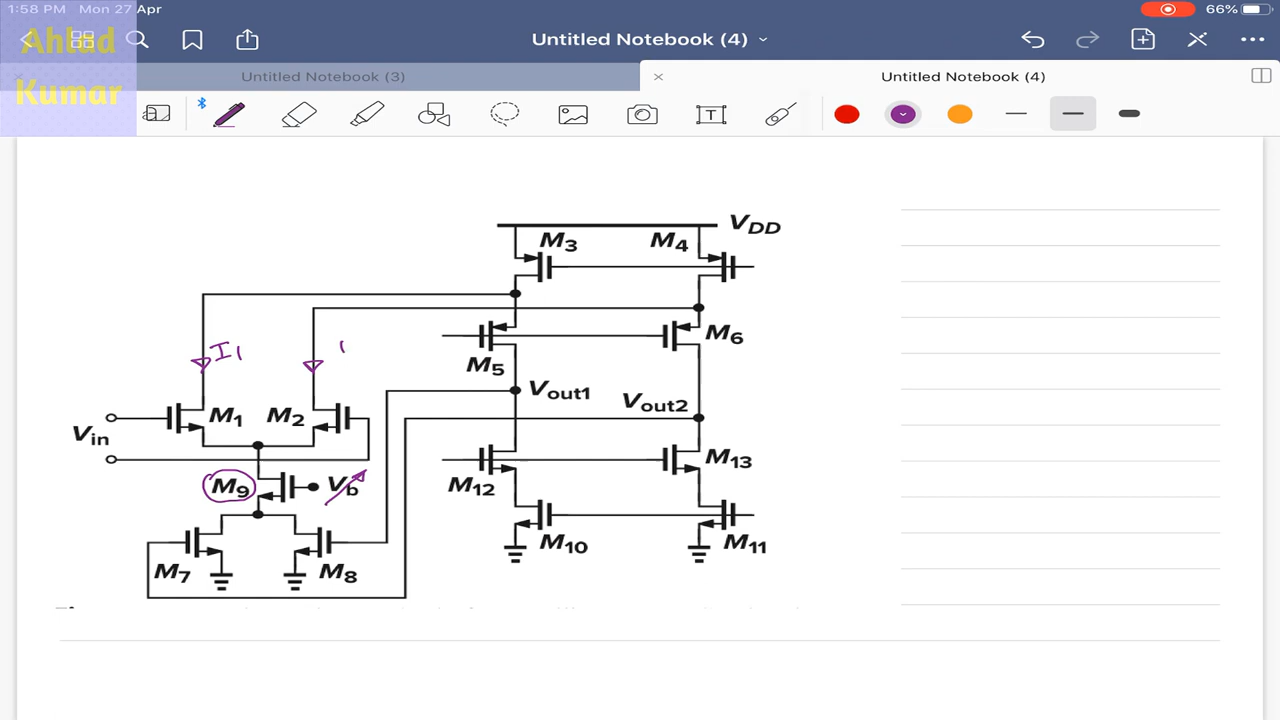 1:58 PM Mon 27 Apr
66%
Ahlad
Kumar
Untitled Notebook (4)
Untitled Notebook (3)
Untitled Notebook (4)
T
VDD
M3
M4
M6
M5
I1
Vout1
Vout2
M1
M2
Vin
M9
Vb
M12
M13
M7
M8
M10
M11